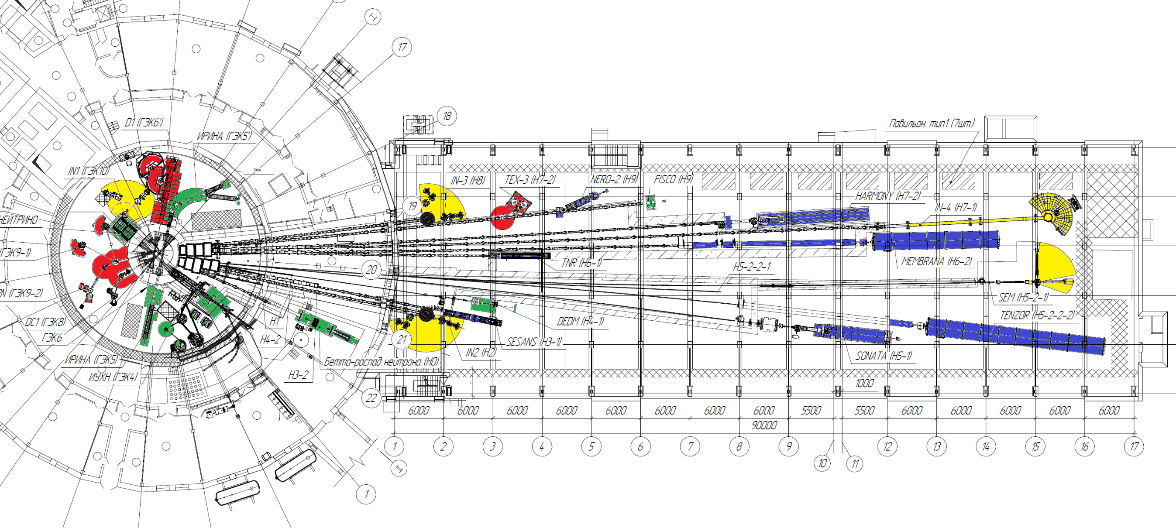 17
18
D1 (ГЭК6')
ИРИНА (ГЭК5')
Павильон тип1 (7шт.)
IN1 (ГЭК10)
IN-3 (H8)
TEX-3 (H7-2)
NERO-2 (H9)
FISCO (H9)
16
HARMONY (H7-2)
IN-4 (H7-1)
19
НЕЙТРИНО
(ГЭК9-1)
20
TNR (H6-1)
H5-2-2-1
MEMBRANA (H6-2)
(ГЭК9-2)
SEM (H5-2-1)
DC1 (ГЭК8)
ГЭК6
H1
H4-2
DEDM (H4-1)
TENZOR (H5-2-2-2)
21
SESANS (H3-1)
IN2 (H2)
ИРИНА (ГЭК5)
Бетта-распад нейтрона (H0)
SONATA (H5-1)
ИУХН (ГЭК4)
H3-2
1000
22
6000 6000 6000 6000 6000 6000 6000 6000 5500 5500 6000 6000 6000 6000 6000
90000
1 2 3 4 5 6 7 8 9 12 13 14 15 16 17
10 11
1